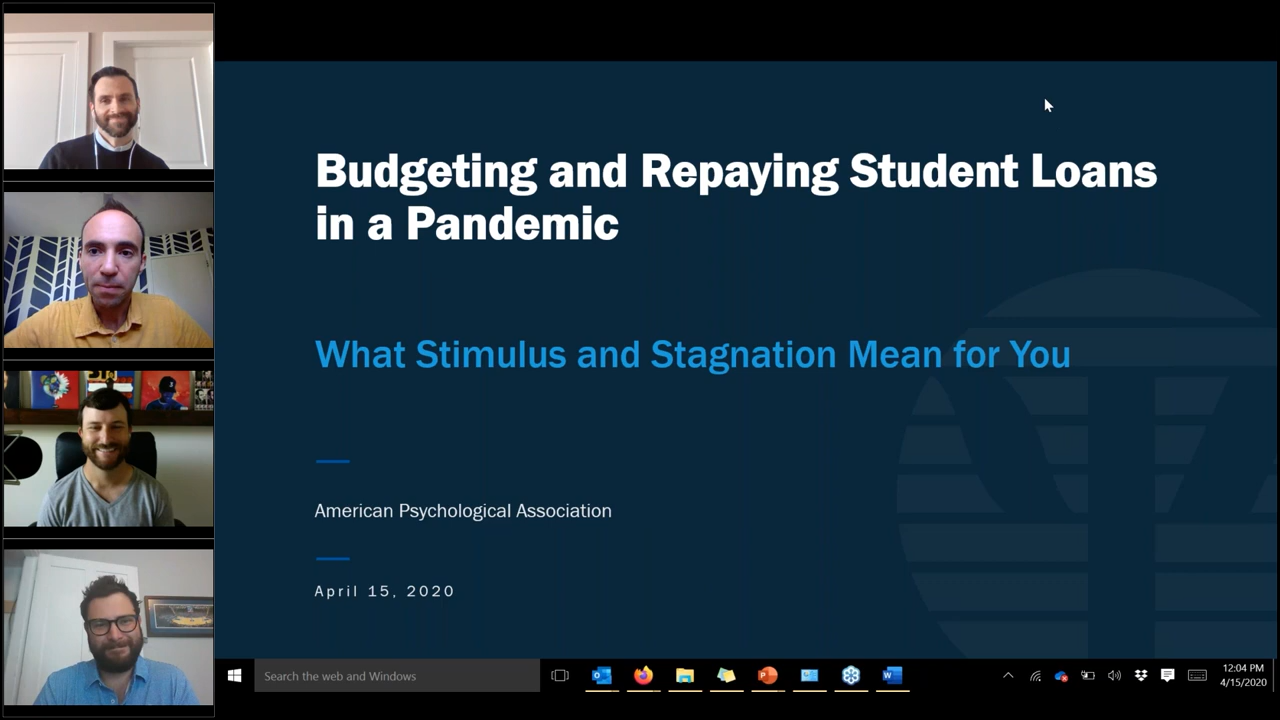 Budgeting and Repaying Student Loans
in a Pandemic
What Stimulus and Stagnation Mean for You
American Psychological Association
April 15, 2020
Search the web and Windows
12:04 PM
4/15/2020